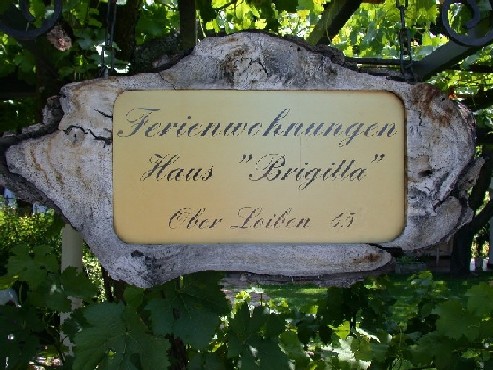 Ferienwohnungen
Haus "Brigitta"
Ober Loiben 45